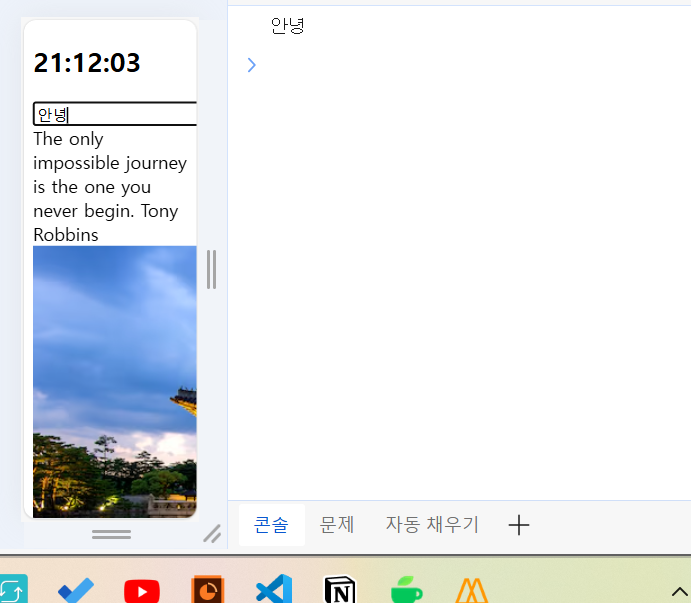 21:12:03
안녕
The only
impossible journey
is the one you
never begin. Tony
Robbins
안녕
콘솔
문제
자동 채우기
N